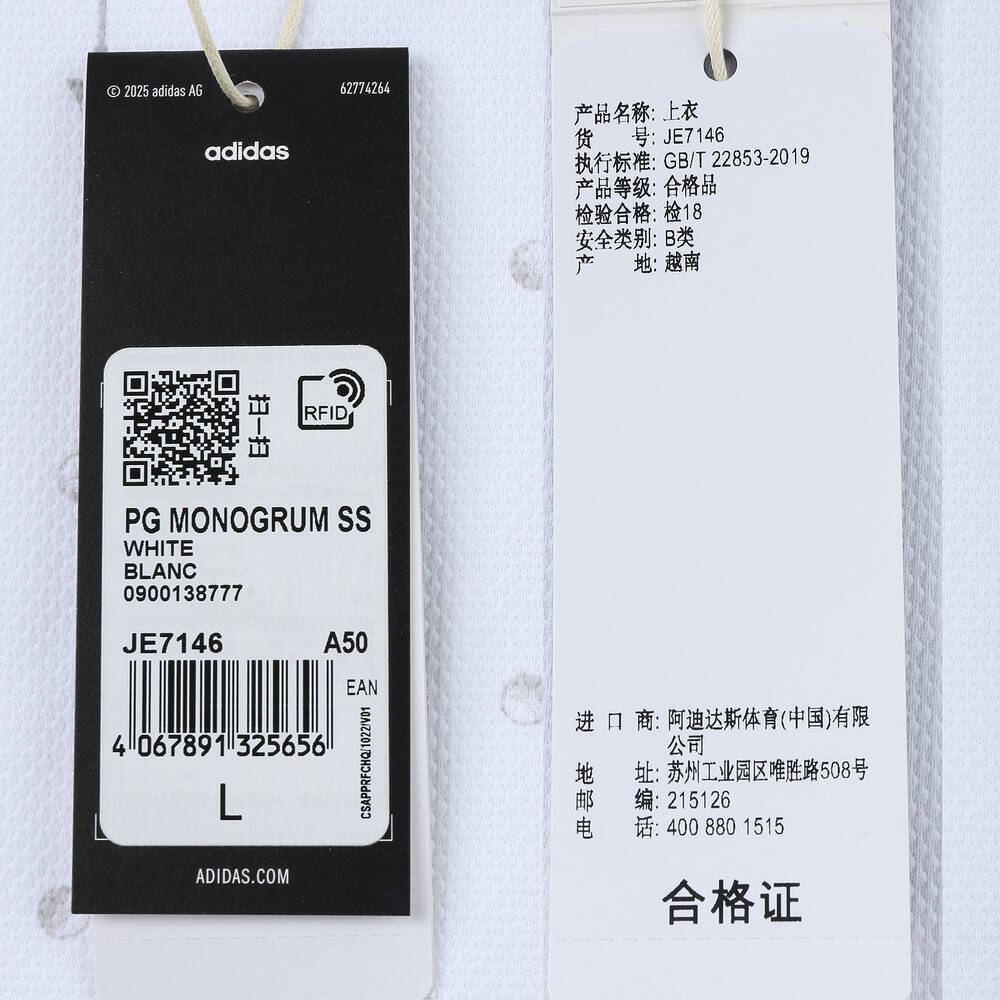 © 2025 adidas AG
62774264
adidas
扫一扫
RFID
PG MONOGRUM SS
WHITE
BLANC
0900138777
JE7146 A50
EAN
4 067891 325656
CSAPPRFCHQ/1022/V01
L
ADIDAS.COM
产品名称: 上衣
货 号: JE7146
执行标准: GB/T 22853-2019
产品等级: 合格品
检验合格: 检18
安全类别: B类
产 地: 越南
进 口 商: 阿迪达斯体育(中国)有限
公司
地 址: 苏州工业园区唯胜路508号
邮 编: 215126
电 话: 400 880 1515
合格证